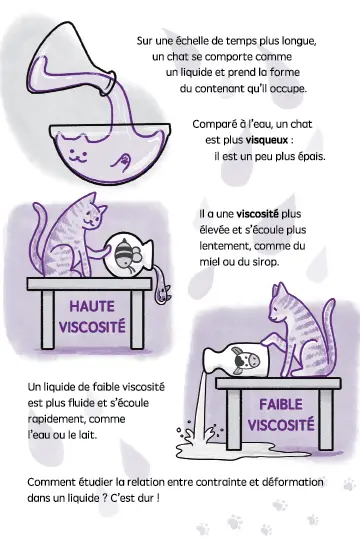 Sur une échelle de temps plus longue,
un chat se comporte comme
un liquide et prend la forme
du contenant qu'il occupe.
Comparé à l'eau, un chat
est plus visqueux :
il est un peu plus épais.
Il a une viscosité plus
élevée et s'écoule plus
lentement, comme du
miel ou du sirop.
HAUTE
VISCOSITÉ
Un liquide de faible viscosité
est plus fluide et s'écoule
rapidement, comme
l'eau ou le lait.
FAIBLE
VISCOSITÉ
Comment étudier la relation entre contrainte et déformation
dans un liquide ? C'est dur !